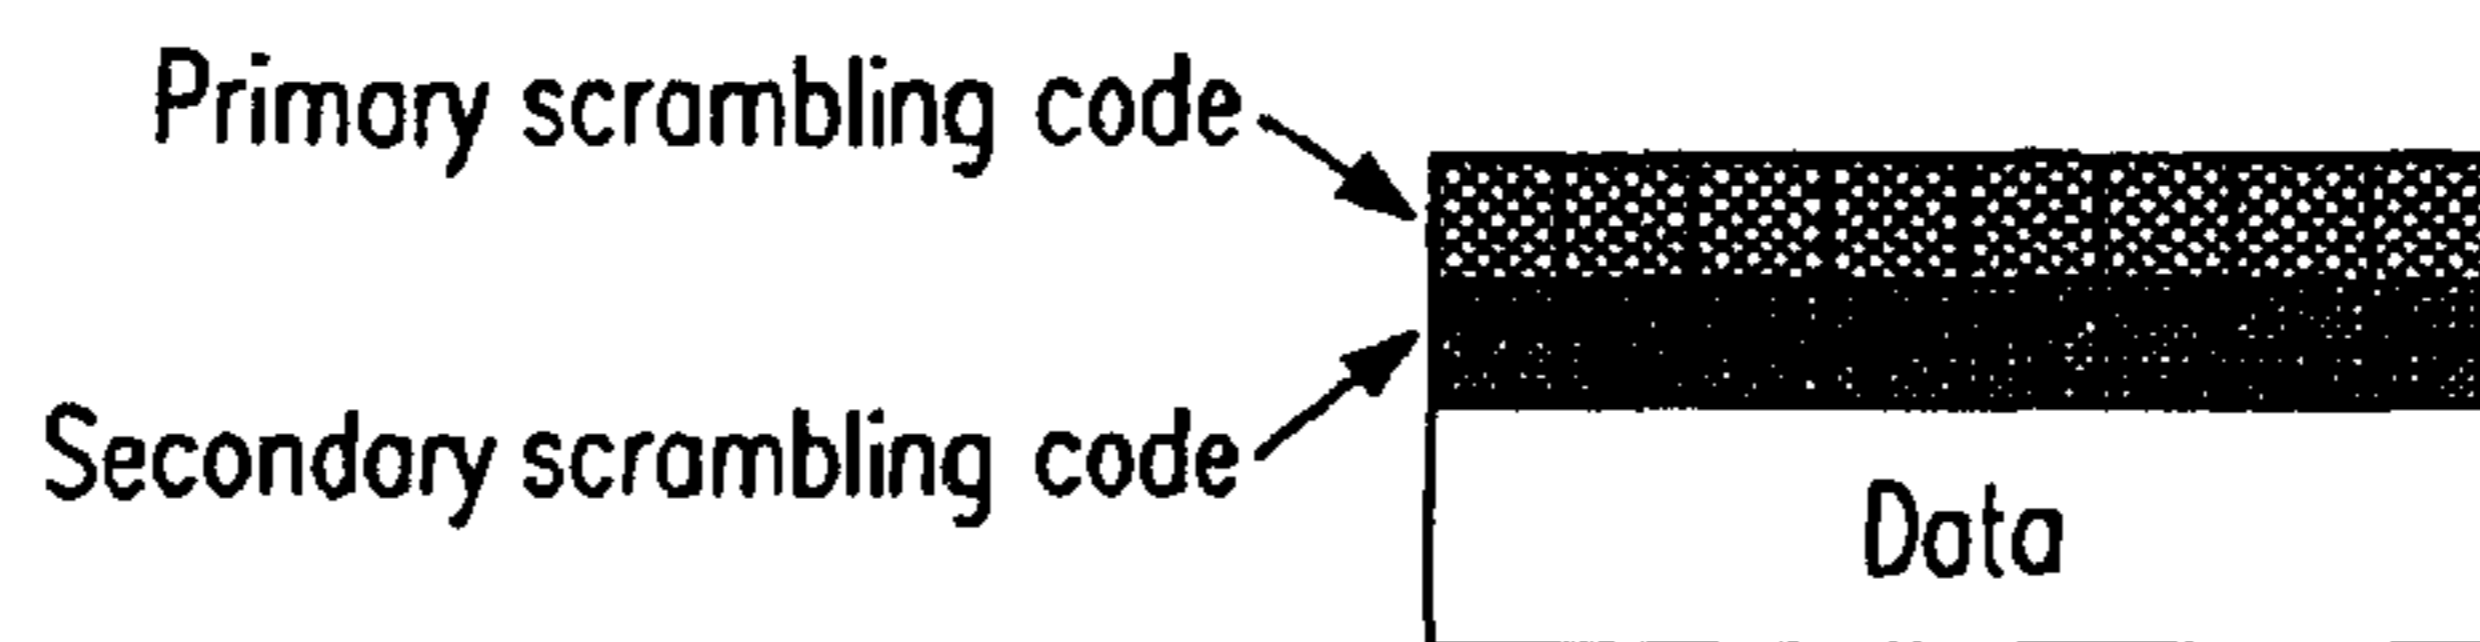 Primary scrambling code
Secondary scrambling code
Data